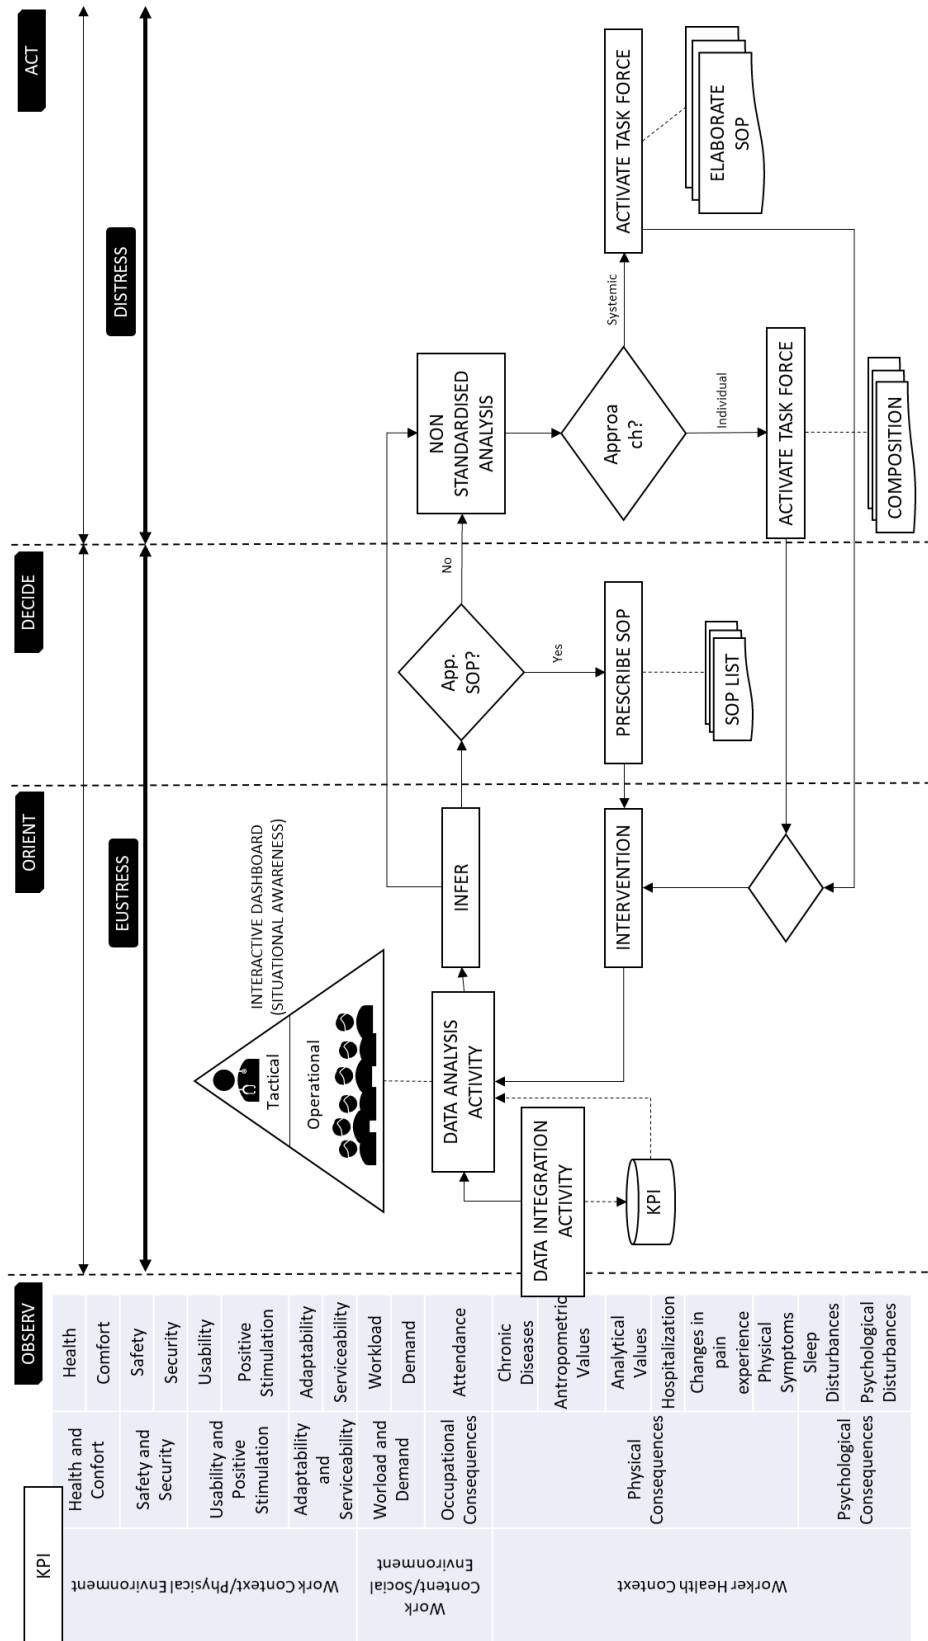 KPI
OBSERV
ORIENT
DECIDE
ACT
EUSTRESS
DISTRESS
Work Context/Physical Environment
Health and
Comfort
Health
Comfort
Safety and
Security
Safety
Security
Usability and
Positive
Stimulation
Usability
Positive
Stimulation
Adaptability
and
Serviceability
Adaptability
Serviceability
Work
Content/Social
Environment
Worload and
Demand
Workload
Demand
Occupational
Consequences
Attendance
Worker Health Context
Physical
Consequences
Chronic
Diseases
Antropometric
Values
Analytical
Values
Hospitalization
Changes in
pain
experience
Physical
Symptoms
Psychological
Consequences
Sleep
Disturbances
Psychological
Disturbances
INTERACTIVE DASHBOARD
(SITUATIONAL AWARENESS)
Tactical
Operational
DATA INTEGRATION
ACTIVITY
KPI
DATA ANALYSIS
ACTIVITY
INFER
INTERVENTION
App.
SOP?
No
Yes
PRESCRIBE SOP
SOP LIST
NON
STANDARDISED
ANALYSIS
Approa
ch?
Systemic
Individual
ACTIVATE TASK FORCE
ELABORATE
SOP
ACTIVATE TASK FORCE
COMPOSITION